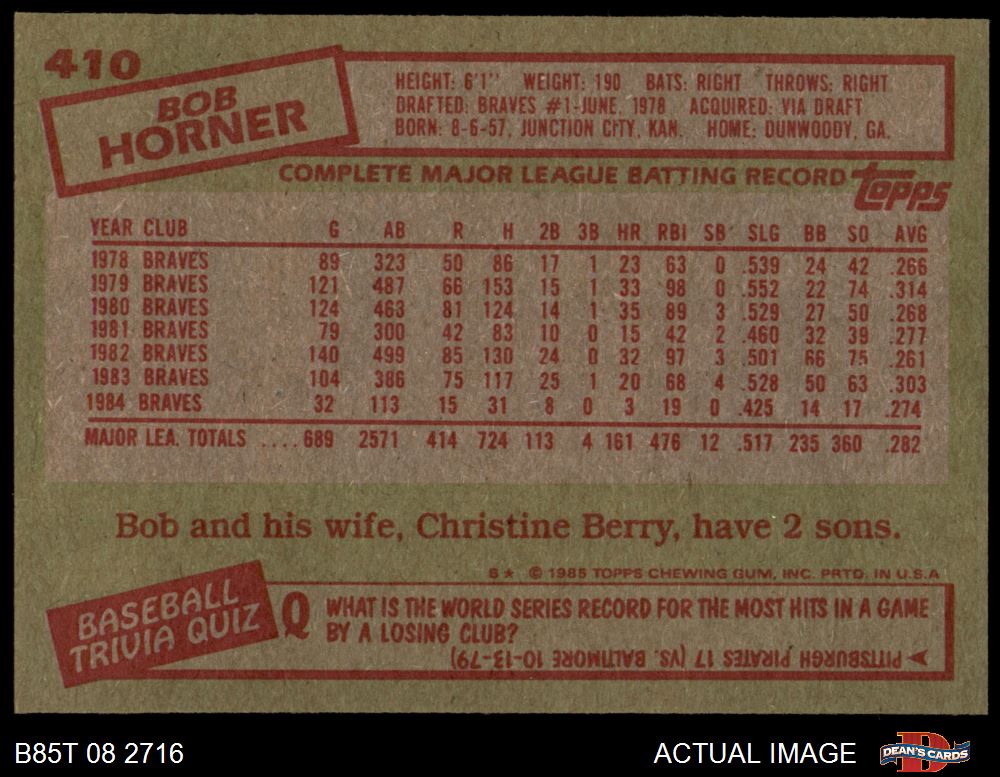 410
BOB
HORNER
HEIGHT: 6'1" WEIGHT: 190 BATS: RIGHT THROWS: RIGHT
DRAFTED: BRAVES #1-JUNE, 1978 ACQUIRED: VIA DRAFT
BORN: 8-6-57, JUNCTION CITY, KAN. HOME: DUNWOODY, GA.
COMPLETE MAJOR LEAGUE BATTING RECORD topps
YEAR CLUB G AB R H 2B 3B HR RBI SB SLG BB SO AVG
1978 BRAVES 89 323 50 86 17 1 23 63 0 .539 24 42 .266
1979 BRAVES 121 487 66 153 15 1 33 98 0 .552 22 74 .314
1980 BRAVES 124 463 81 124 14 1 35 89 3 .529 27 50 .268
1981 BRAVES 79 300 42 83 10 0 15 42 2 .460 32 39 .277
1982 BRAVES 140 499 85 130 24 0 32 97 3 .501 66 75 .261
1983 BRAVES 104 386 75 117 25 1 20 68 4 .528 50 63 .303
1984 BRAVES 32 113 15 31 8 0 3 19 0 .425 14 17 .274
MAJOR LEA. TOTALS ....689 2571 414 724 113 4 161 476 12 .517 235 360 .282
Bob and his wife, Christine Berry, have 2 sons.
© 1985 TOPPS CHEWING GUM, INC. PRTD. IN U.S.A
BASEBALL
TRIVIA QUIZ
Q WHAT IS THE WORLD SERIES RECORD FOR THE MOST HITS IN A GAME
BY A LOSING CLUB?
PITTSBURGH PIRATES 17 (VS. BALTIMORE 10-13-79)
B85T 08 2716
ACTUAL IMAGE
D
DEAN'S CARDS